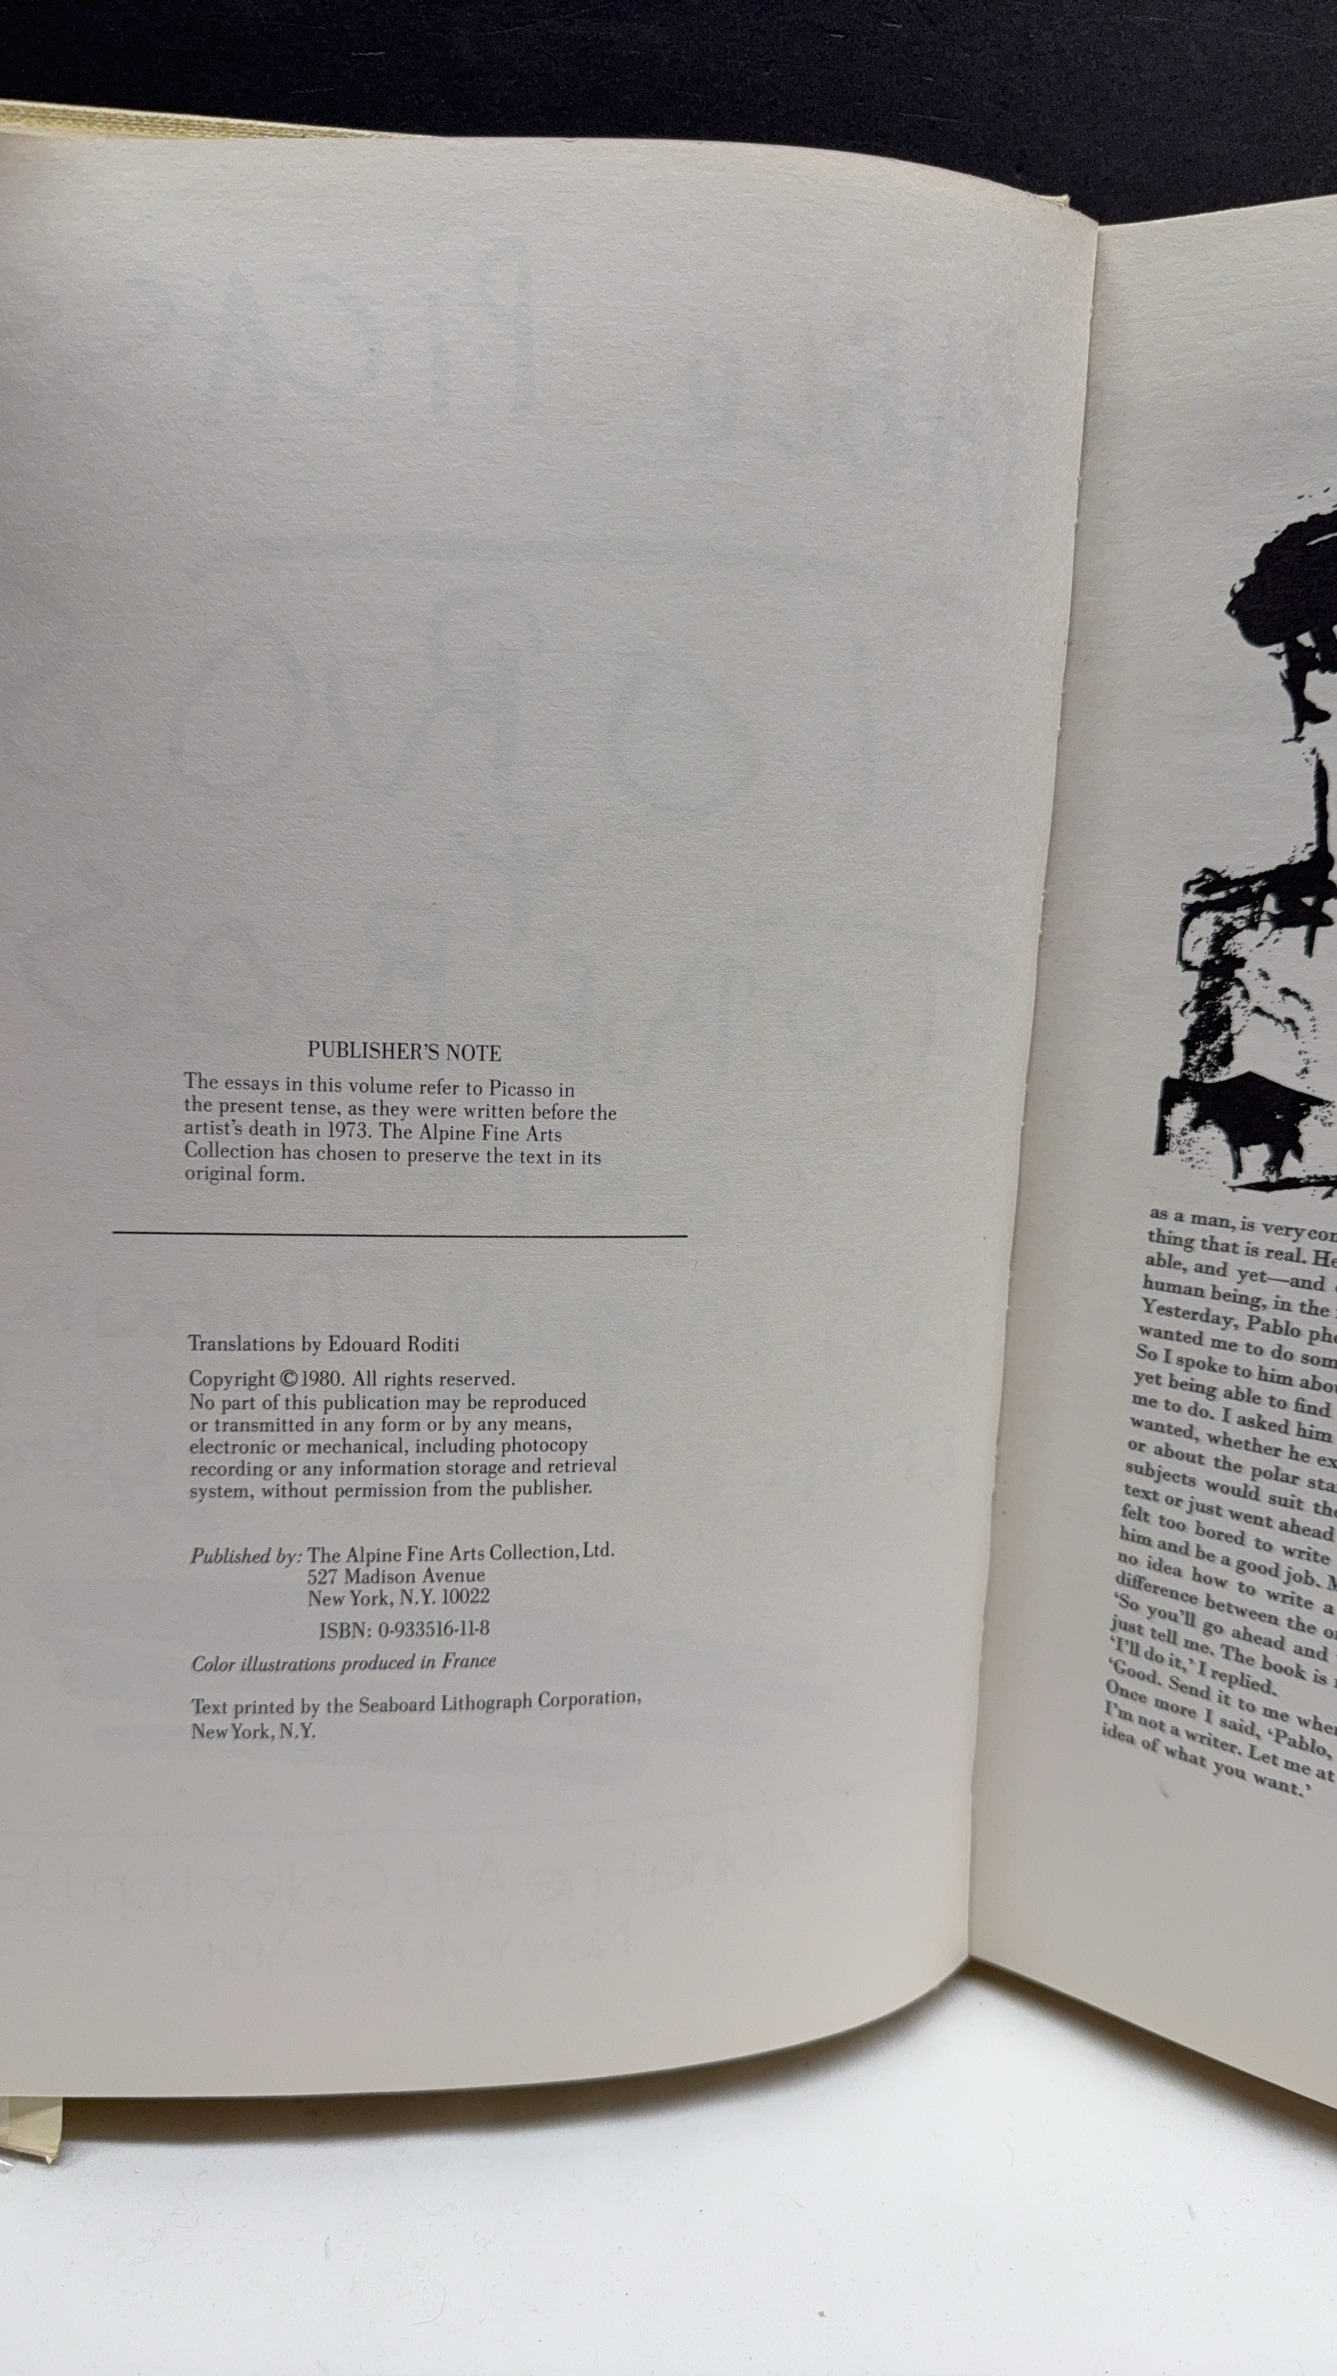 PUBLISHER'S NOTE
The essays in this volume refer to Picasso in
the present tense, as they were written before the
artist's death in 1973. The Alpine Fine Arts
Collection has chosen to preserve the text in its
original form.
Translations by Edouard Roditi
Copyright © 1980. All rights reserved.
No part of this publication may be reproduced
or transmitted in any form or by any means,
electronic or mechanical, including photocopy
recording or any information storage and retrieval
system, without permission from the publisher.
Published by: The Alpine Fine Arts Collection, Ltd.
527 Madison Avenue
New York, N.Y. 10022
ISBN: 0-933516-11-8
Color illustrations produced in France
Text printed by the Seaboard Lithograph Corporation,
New York, N.Y.
as a man, is very
thing that is real. He
able, and yet—and
human being, in the
Yesterday, Pablo
wanted me to do
So I spoke to him
yet being able to find
me to do. I asked him
wanted, whether he
or about the polar
subjects would suit
text or just went ahead
felt too bored to write
him and be a good job.
no idea how to write a
difference between the
'So you'll go ahead and
just tell me. The book is
'I'll do it,' I replied.
'Good. Send it to me
Once more I said, 'Pablo,
I'm not a writer. Let me at
idea of what you want.'